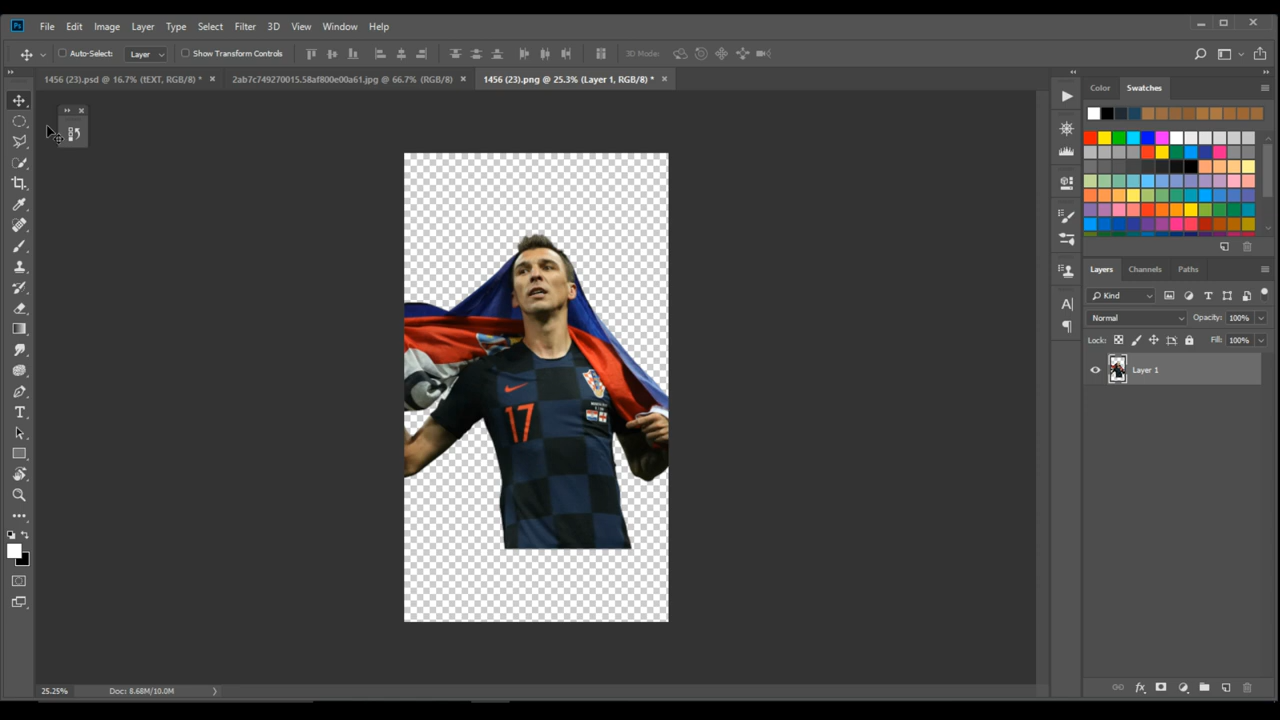 Ps File Edit Image Layer Type Select Filter 3D View Window Help
Auto-Select: Layer Show Transform Controls 3D Mode:
1456 (23).psd @ 16.7% (tEXT, RGB/8) * 2ab7c749270015.58af800e00a61.jpg @ 66.7% (RGB/8) 1456 (23).png @ 25.3% (Layer 1, RGB/8) *
Color Swatches
17
Layers Channels Paths
Kind
Normal Opacity: 100%
Lock: Fill: 100%
Layer 1
25.25% Doc: 8.68M/10.0M